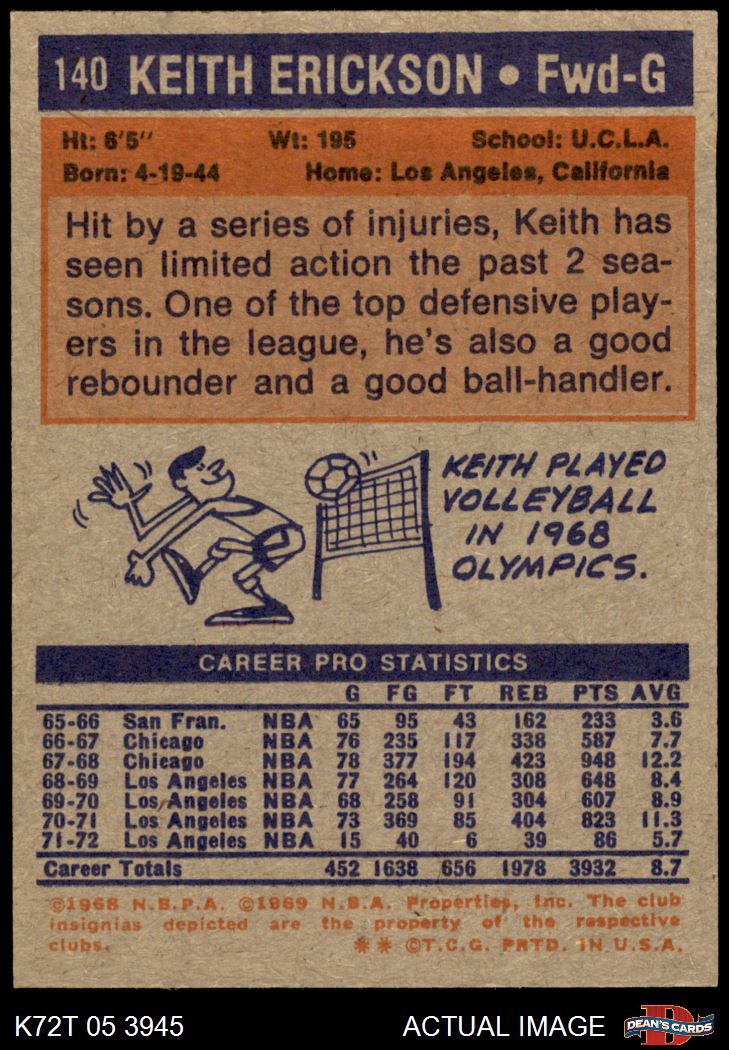 140 KEITH ERICKSON • Fwd-G
Ht: 6'5" Wt: 195 School: U.C.L.A.
Born: 4-19-44 Home: Los Angeles, California
Hit by a series of injuries, Keith has
seen limited action the past 2 sea-
sons. One of the top defensive play-
ers in the league, he's also a good
rebounder and a good ball-handler.
KEITH PLAYED
VOLLEYBALL
IN 1968
OLYMPICS.
CAREER PRO STATISTICS
G FG FT REB PTS AVG
65-66 San Fran. NBA 65 95 43 162 233 3.6
66-67 Chicago NBA 76 235 117 338 587 7.7
67-68 Chicago NBA 78 377 194 423 948 12.2
68-69 Los Angeles NBA 77 264 120 308 648 8.4
69-70 Los Angeles NBA 68 258 91 304 607 8.9
70-71 Los Angeles NBA 73 369 85 404 823 11.3
71-72 Los Angeles NBA 15 40 6 39 86 5.7
Career Totals 452 1638 656 1978 3932 8.7
©1968 N.B.P.A. ©1969 N.B.A. Properties, Inc. The club
insignias depicted are the property of the respective
clubs. ** ©T.C.G. PRTD. IN U.S.A.
K72T 05 3945 ACTUAL IMAGE D DEAN'S CARDS